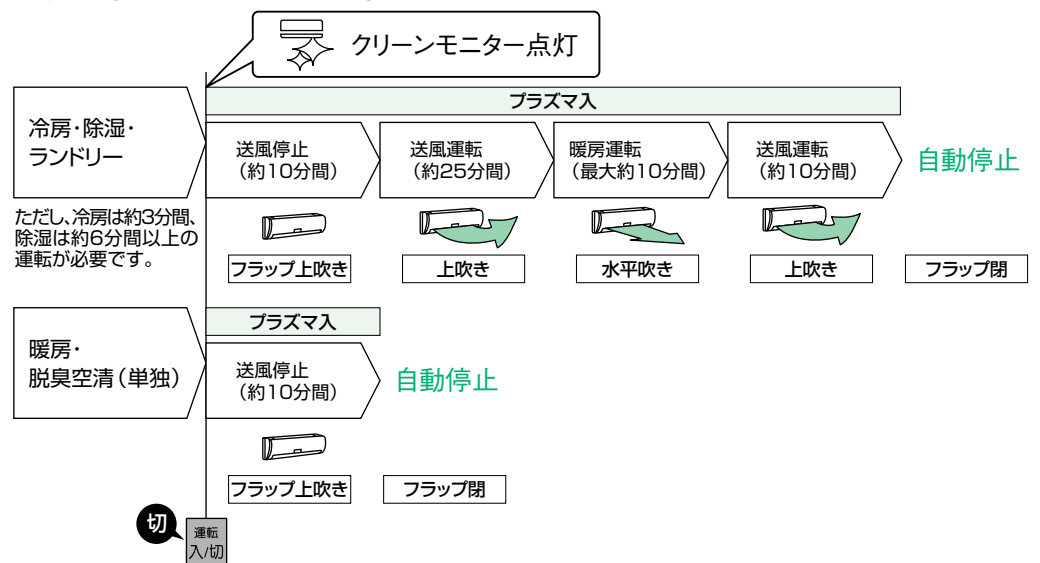 クリーンモニター点灯
プラズマ入
冷房・除湿・
ランドリー
送風停止
（約10分間）
送風運転
（約25分間）
暖房運転
（最大約10分間）
送風運転
（約10分間）
自動停止
ただし、冷房は約3分間、
除湿は約6分間以上の
運転が必要です。
フラップ上吹き
上吹き
水平吹き
上吹き
フラップ閉
プラズマ入
暖房・
脱臭空清（単独）
送風停止
（約10分間）
自動停止
フラップ上吹き
フラップ閉
切
運転
入/切